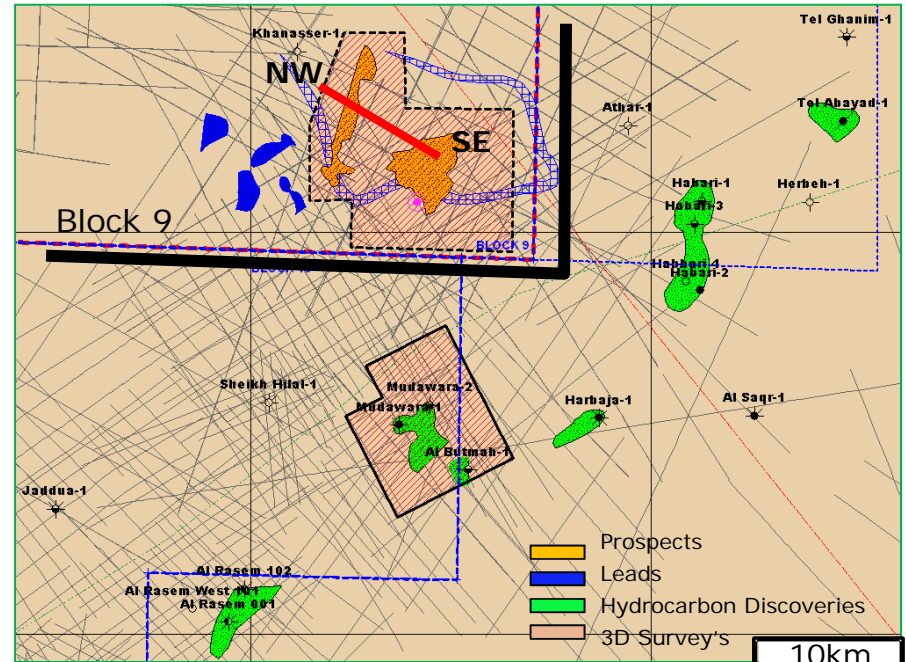 Tel Ghanim-1
Khanasser-1
NW
Athar-1
Tel Abayad-1
SE
Hahari-1
Herbeh-1
Habari-3
Block 9
BLOCK 9
Habbari-4
Habari-2
Sheikh Hilal-1
Mudawara-2
Mudawara-1
Harbaja-1
Al Saqr-1
Al Butmah-1
Jaddua-1
Prospects
Leads
Hydrocarbon Discoveries
3D Survey's
Al Rasem 102
Al Rasem West 101
Al Rasem 001
10km